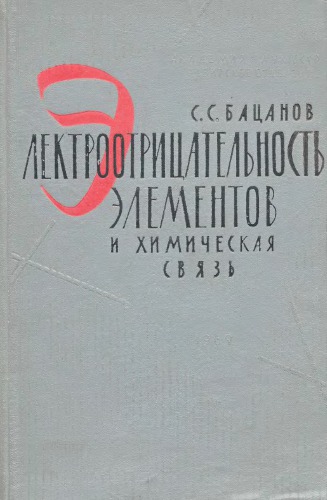 С.С.БАЦАНОВ
ЭЛЕКТРООТРИЦАТЕЛЬНОСТЬ
ЭЛЕМЕНТОВ
И ХИМИЧЕСКАЯ
СВЯЗЬ